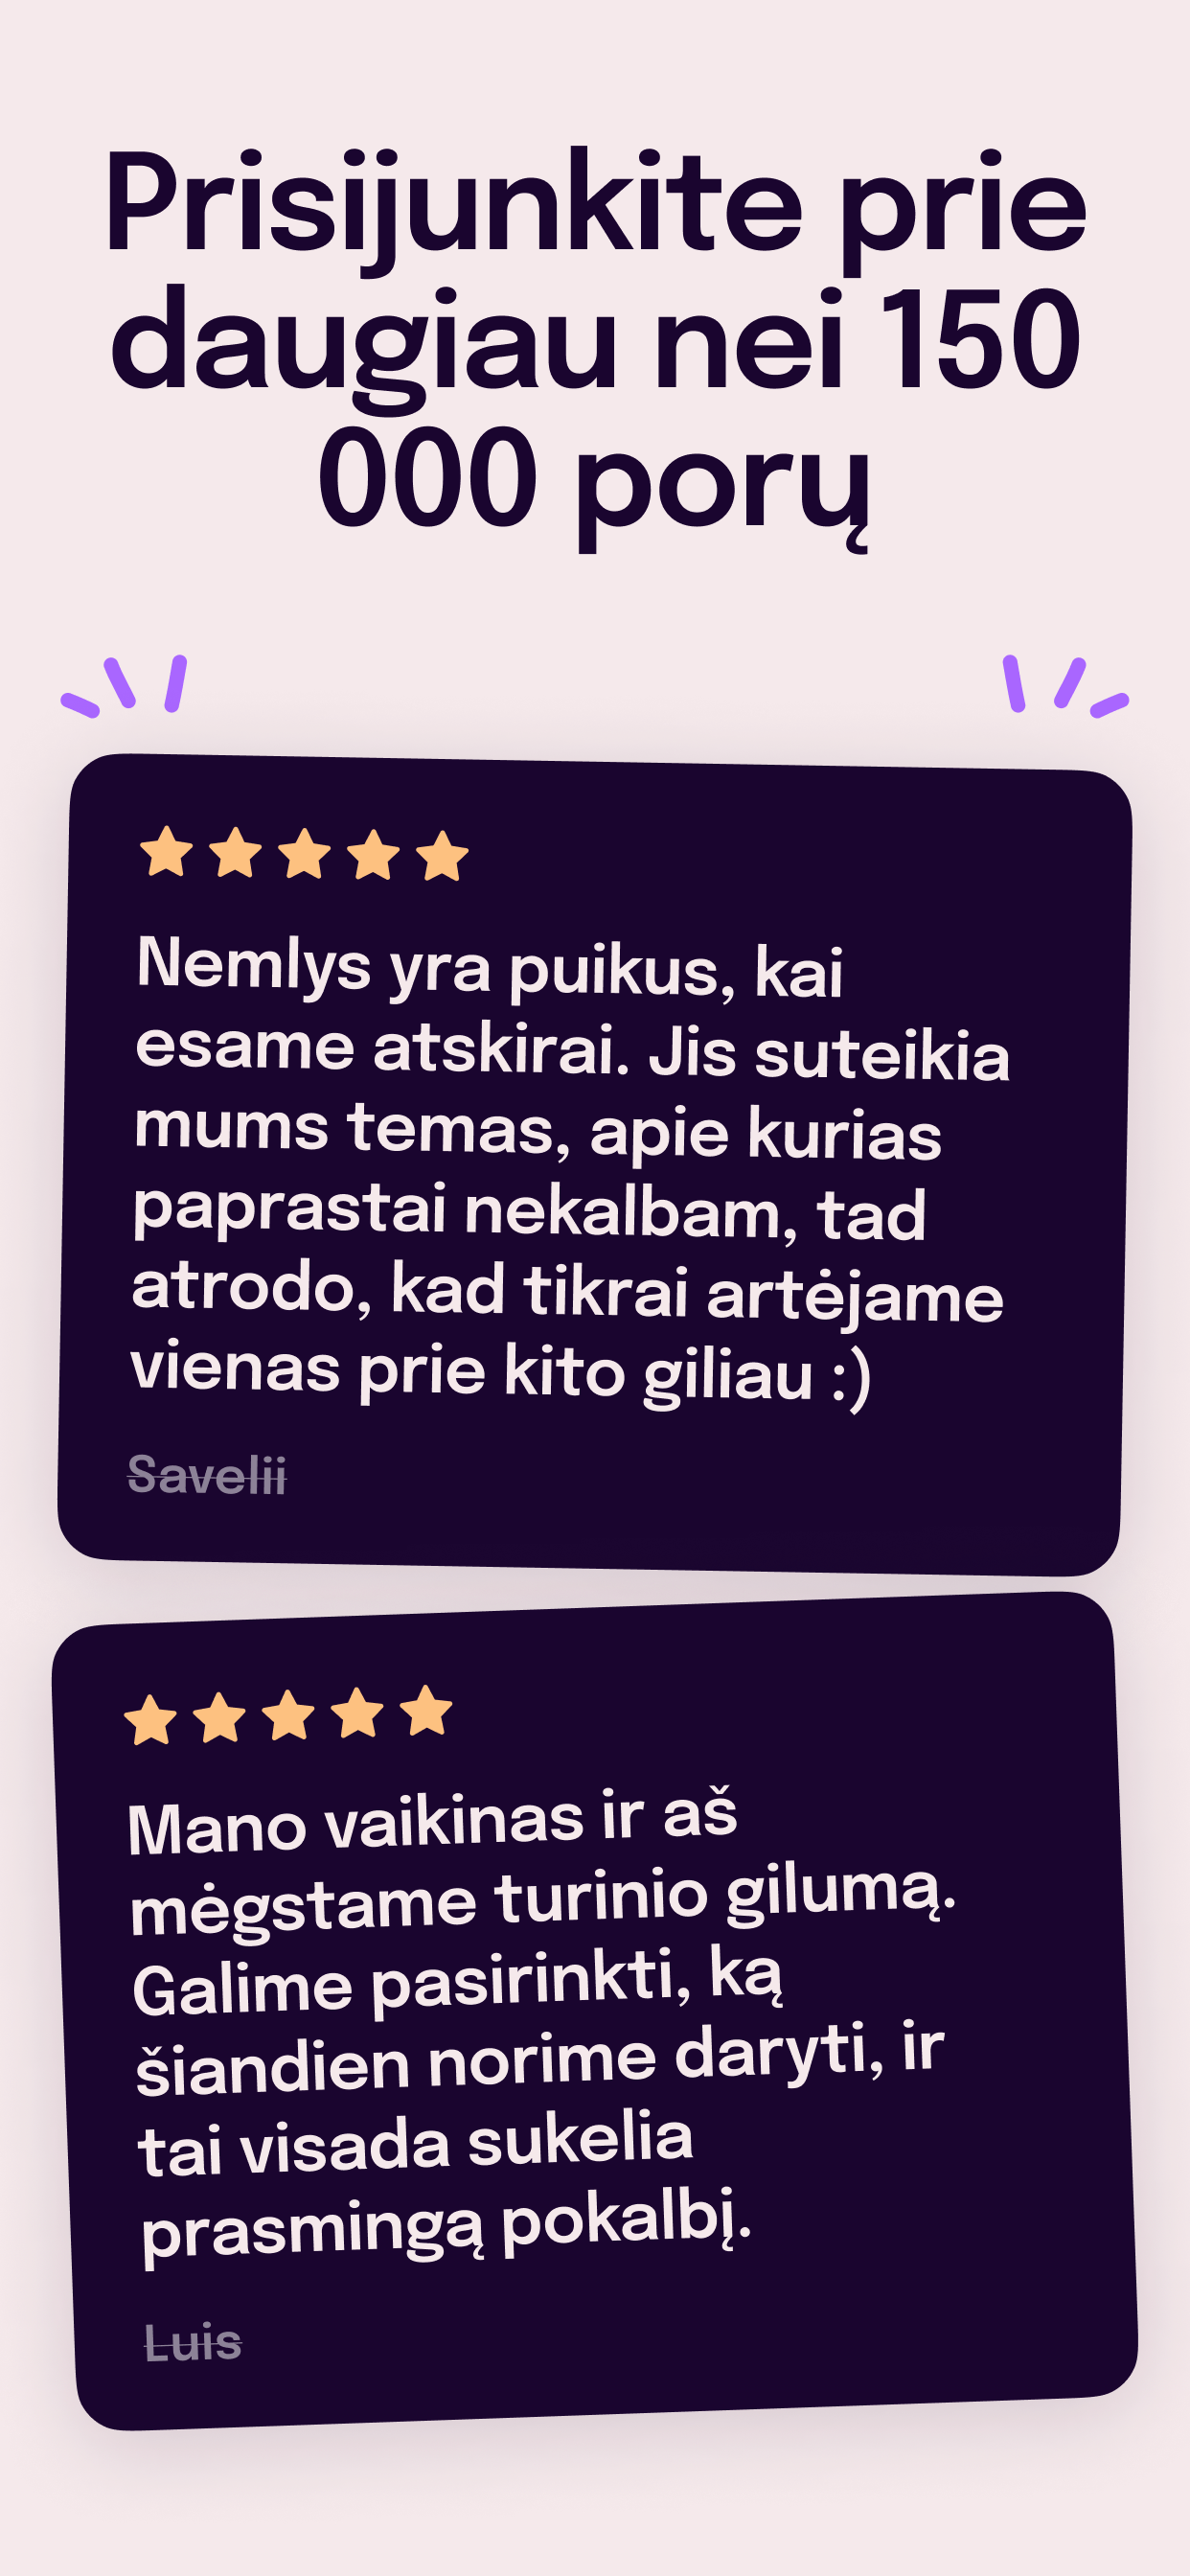 Prisijunkite prie
daugiau nei 150
000 porų
Nemlys yra puikus, kai
esame atskirai. Jis suteikia
mums temas, apie kurias
paprastai nekalbam, tad
atrodo, kad tikrai artėjame
vienas prie kito giliau :)
Savelii
Mano vaikinas ir aš
mėgstame turinio gilumą.
Galime pasirinkti, ką
šiandien norime daryti, ir
tai visada sukelia
prasmingą pokalbį.
Luis